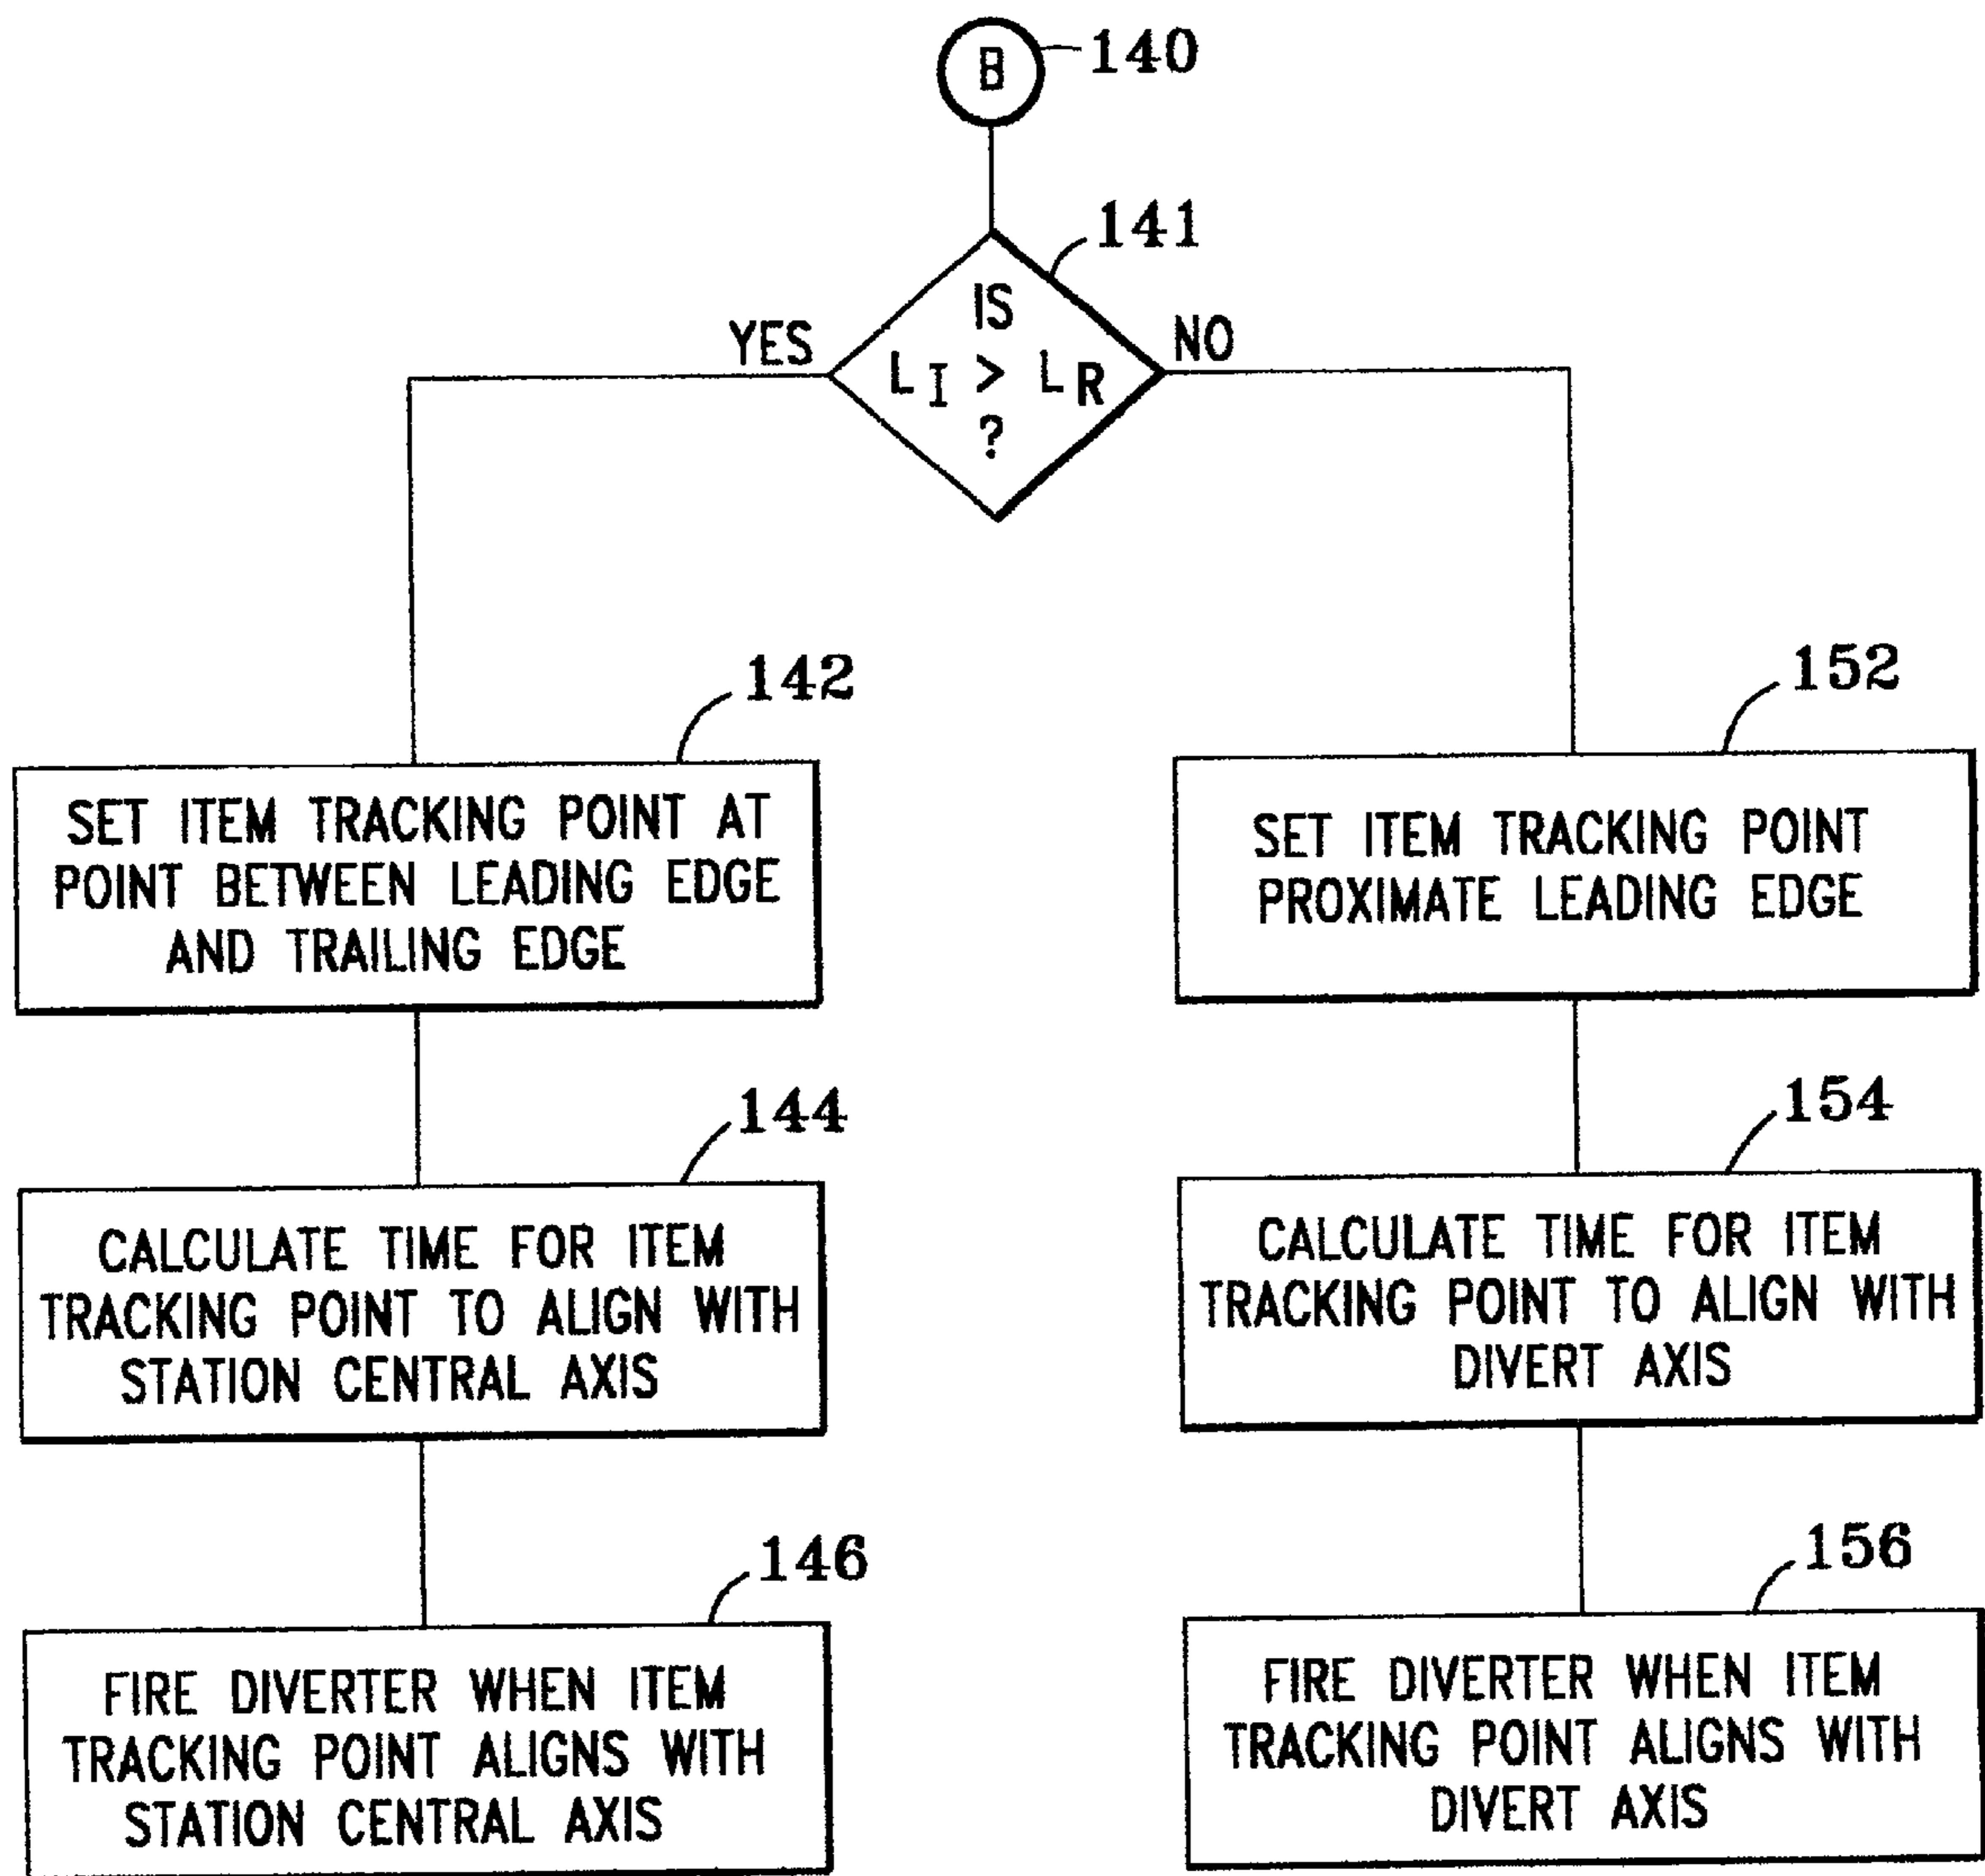 B
140
141
IS
LI > LR
?
YES
NO
142
SET ITEM TRACKING POINT AT
POINT BETWEEN LEADING EDGE
AND TRAILING EDGE
144
CALCULATE TIME FOR ITEM
TRACKING POINT TO ALIGN WITH
STATION CENTRAL AXIS
146
FIRE DIVERTER WHEN ITEM
TRACKING POINT ALIGNS WITH
STATION CENTRAL AXIS
152
SET ITEM TRACKING POINT
PROXIMATE LEADING EDGE
154
CALCULATE TIME FOR ITEM
TRACKING POINT TO ALIGN WITH
DIVERT AXIS
156
FIRE DIVERTER WHEN ITEM
TRACKING POINT ALIGNS WITH
DIVERT AXIS